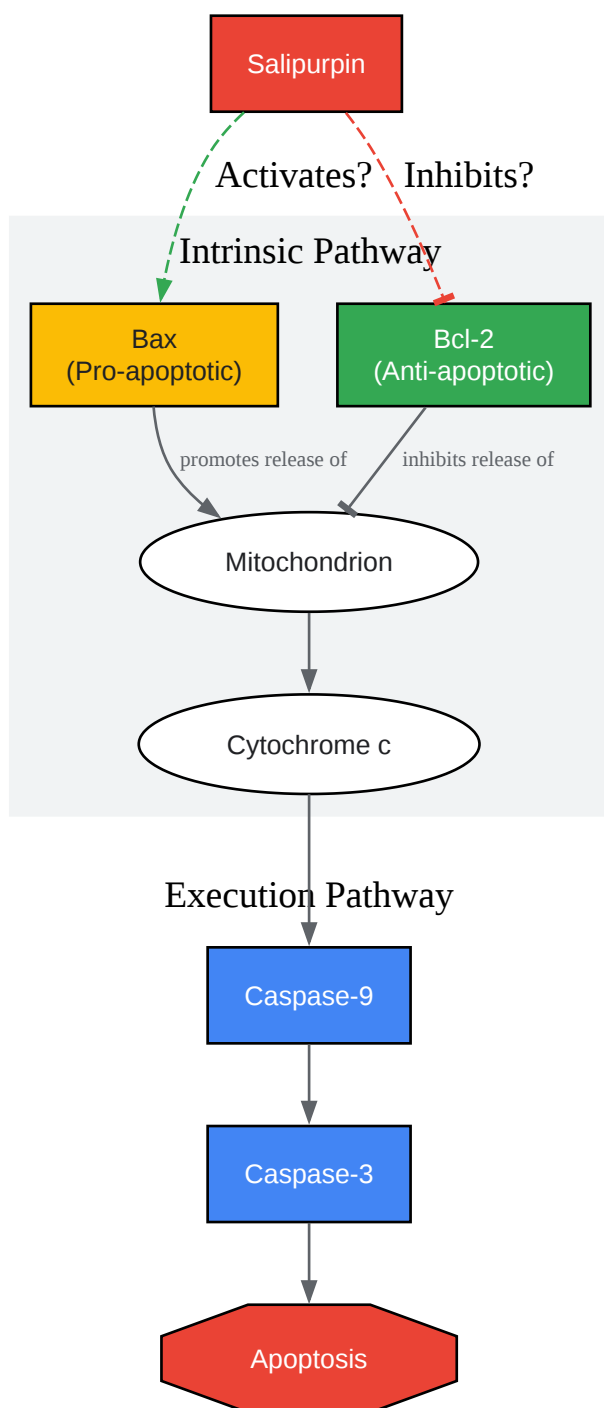 Salipurpin
Activates?
Inhibits?
Intrinsic Pathway
Bax
(Pro-apoptotic)
Bcl-2
(Anti-apoptotic)
promotes release of
inhibits release of
Mitochondrion
Cytochrome c
Execution Pathway
Caspase-9
Caspase-3
Apoptosis